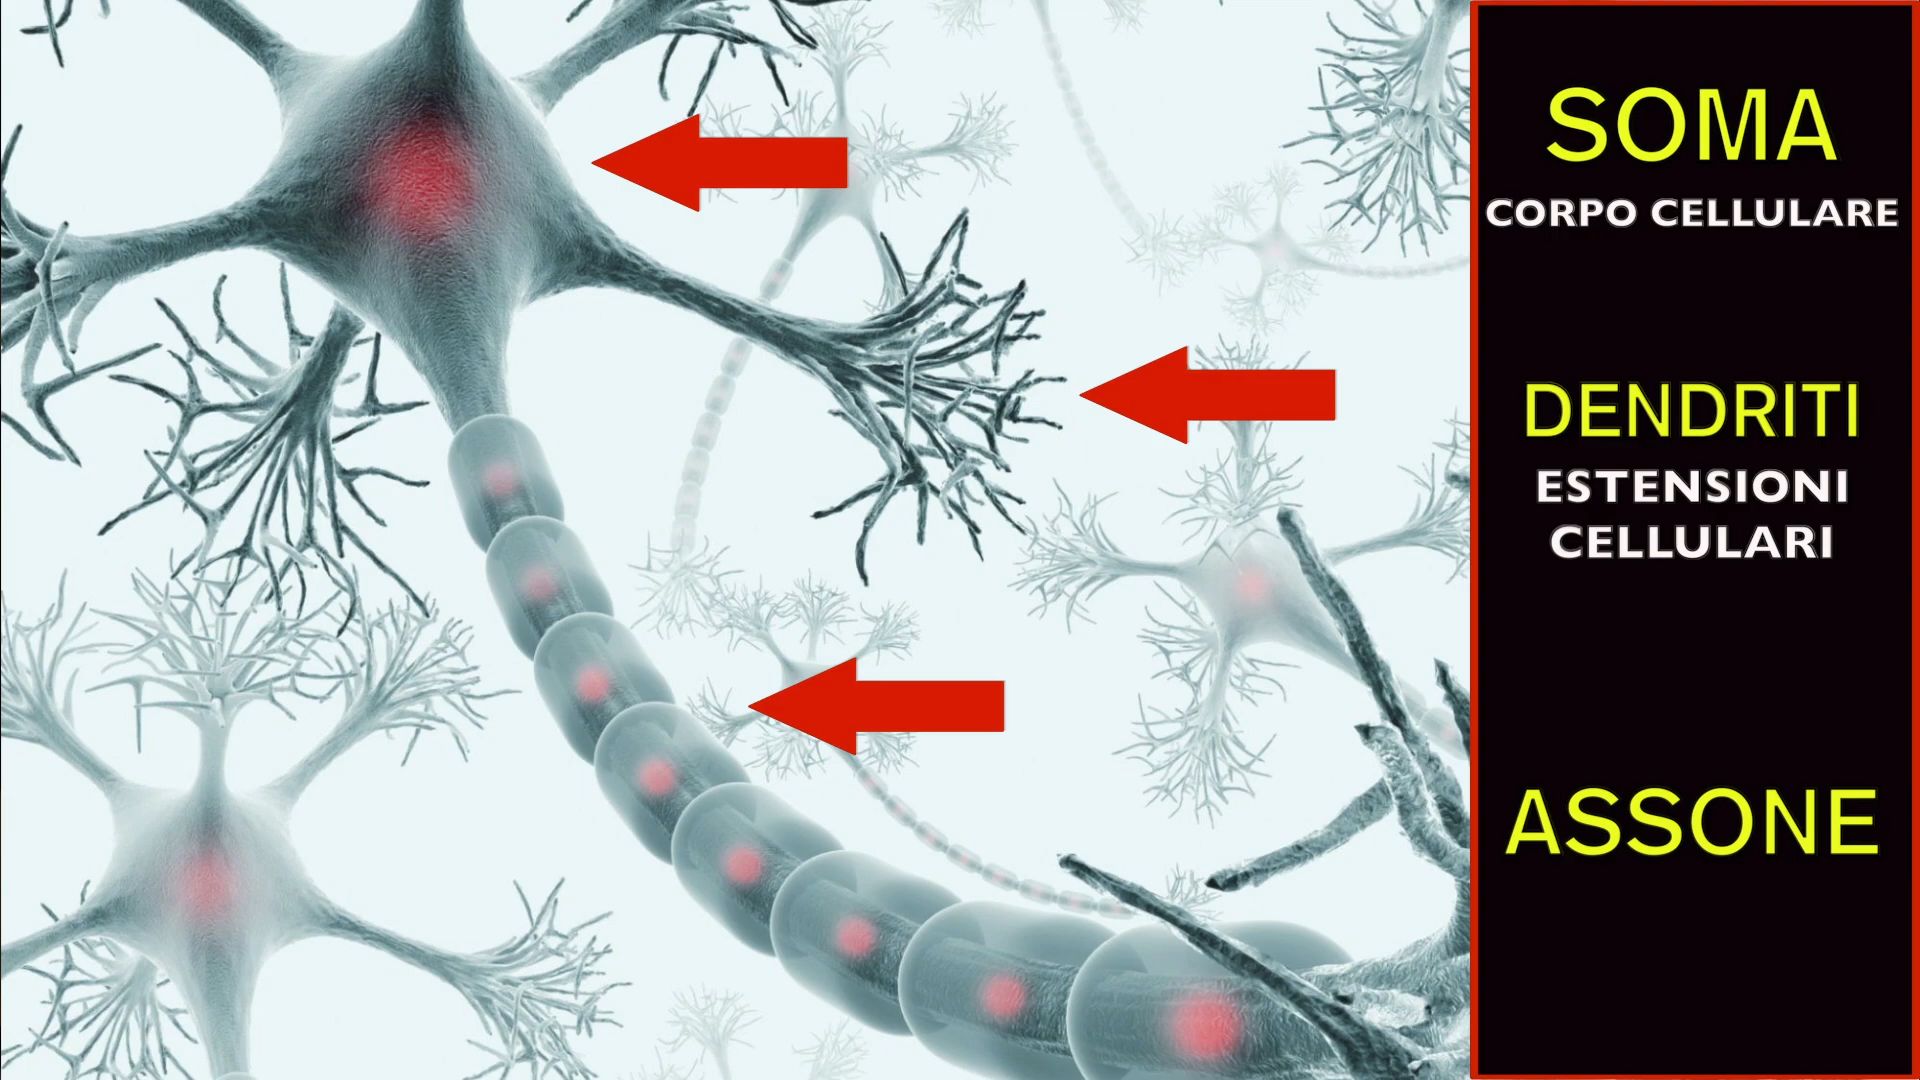 SOMA
CORPO CELLULARE
DENDRITI
ESTENSIONI
CELLULARI
ASSONE